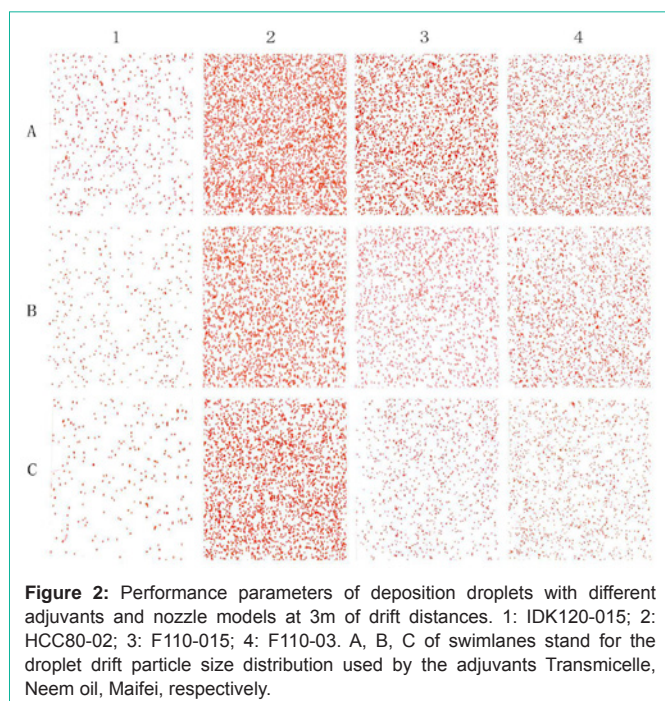 1 2 3 4
A
B
C
Figure 2: Performance parameters of deposition droplets with different
adjuvants and nozzle models at 3m of drift distances. 1: IDK120-015; 2:
HCC80-02; 3: F110-015; 4: F110-03. A, B, C of swimlanes stand for the
droplet drift particle size distribution used by the adjuvants Transmicelle,
Neem oil, Maifei, respectively.